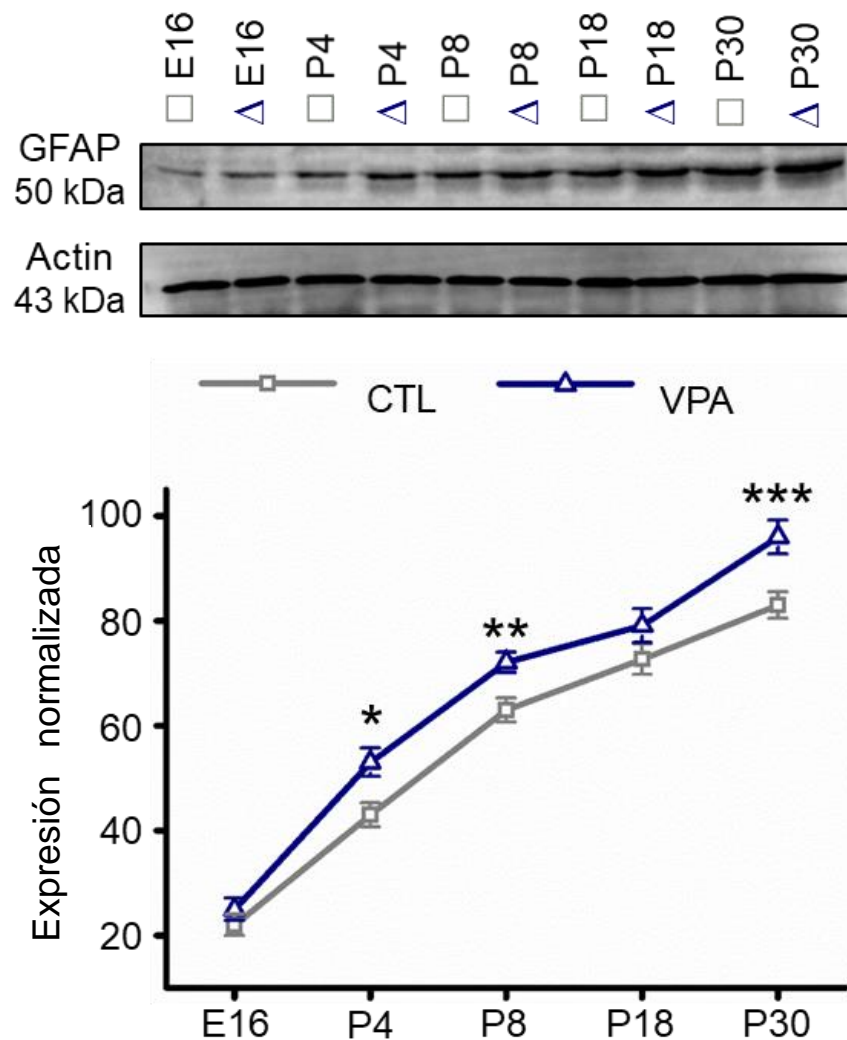 E16 E16 P4 P4 P8 P8 P18 P18 P30 P30
GFAP
50 kDa
Actin
43 kDa
CTL VPA
Expresión normalizada
100
80
60
40
20
*
**
***
E16 P4 P8 P18 P30